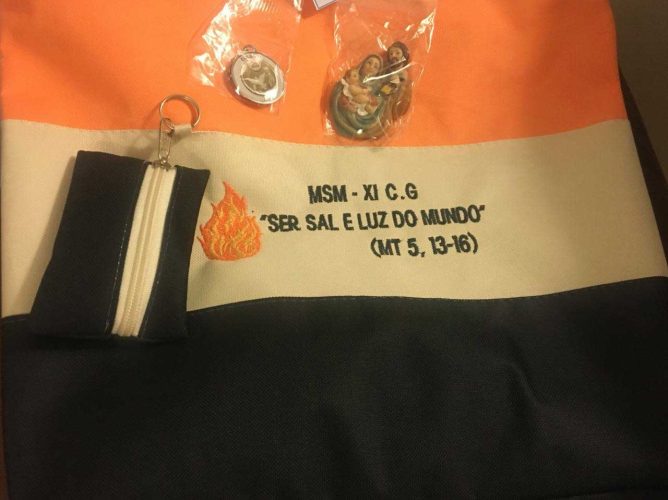 MSM - XI C.G
"SER SAL E LUZ DO MUNDO"
(MT 5, 13-16)